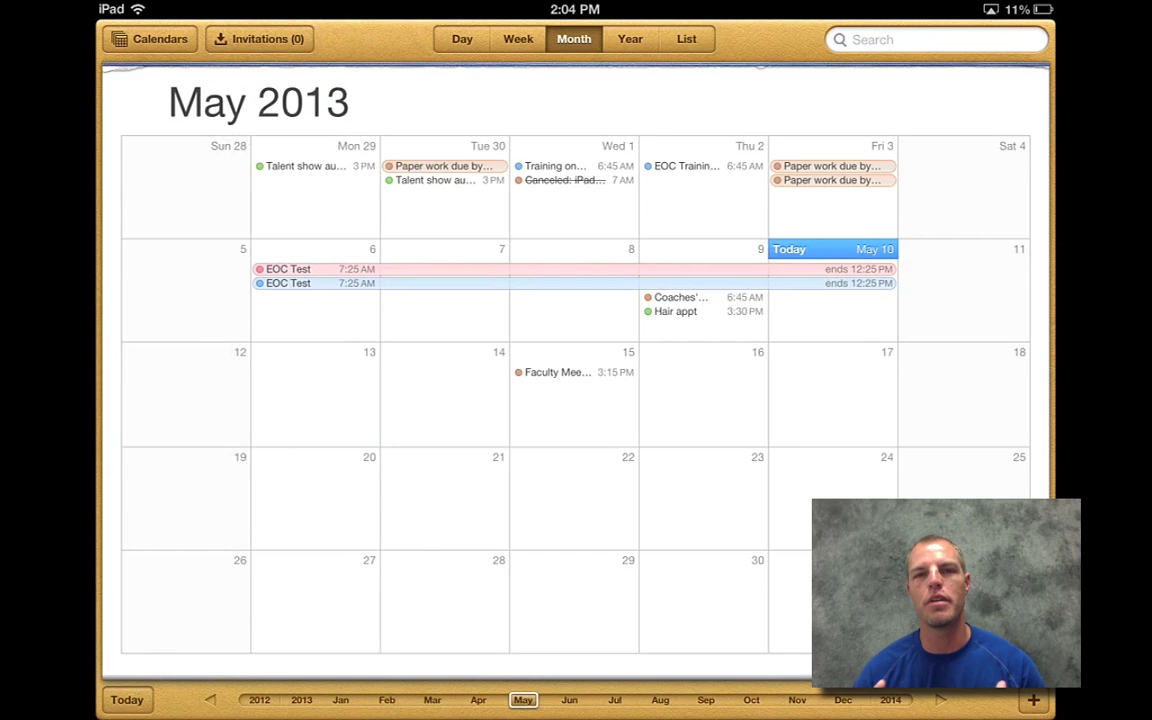 iPad 2:04 PM 11%
Calendars Invitations (0) Day Week Month Year List Search
May 2013
Sun 28 Mon 29 Tue 30 Wed 1 Thu 2 Fri 3 Sat 4
Talent show au... 3 PM Paper work due by... Training on... 6:45 AM EOC Trainin... 6:45 AM Paper work due by...
Talent show au... 3 PM Canceled: iPad... 7 AM Paper work due by...
5 6 7 8 9 Today May 10 11
EOC Test 7:25 AM ends 12:25 PM
EOC Test 7:25 AM ends 12:25 PM
Coaches'... 6:45 AM
Hair appt 3:30 PM
12 13 14 15 16 17 18
Faculty Mee... 3:15 PM
19 20 21 22 23 24 25
26 27 28 29 30
Today 2012 2013 Jan Feb Mar Apr May Jun Jul Aug Sep Oct Nov Dec 2014 +